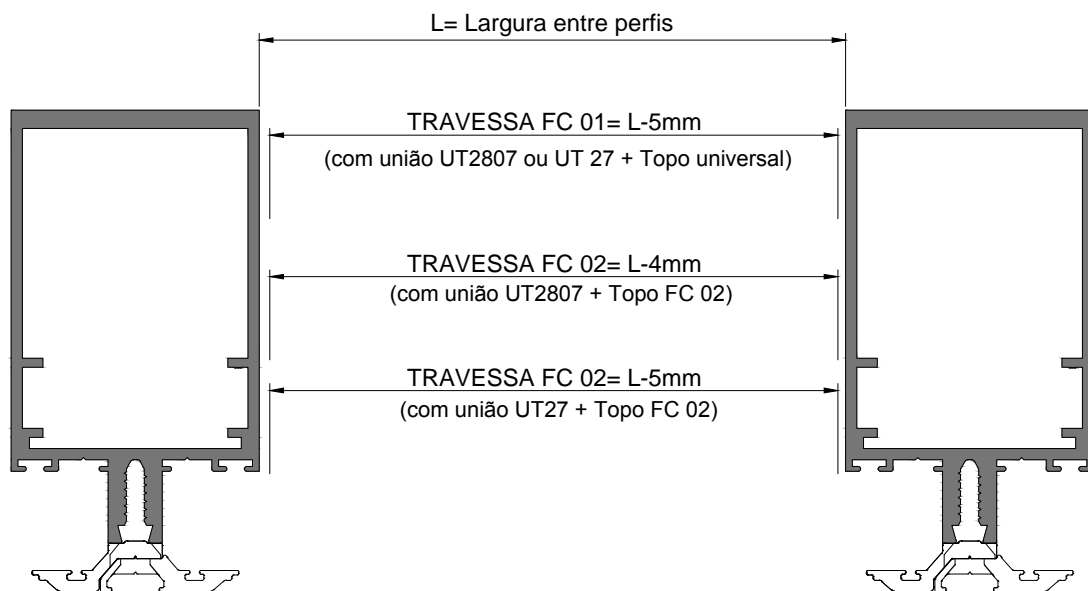 L= Largura entre perfis
TRAVESSA FC 01= L-5mm
(com união UT2807 ou UT 27 + Topo universal)
TRAVESSA FC 02= L-4mm
(com união UT2807 + Topo FC 02)
TRAVESSA FC 02= L-5mm
(com união UT27 + Topo FC 02)